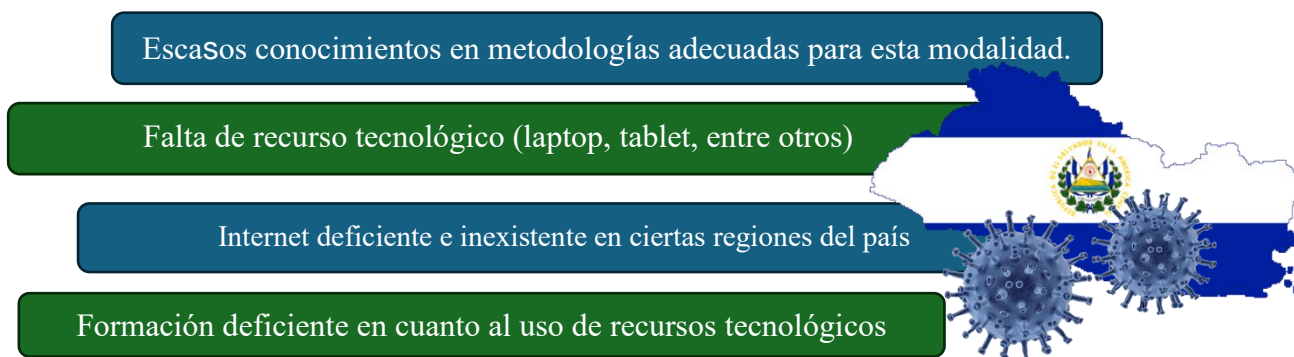 Escasos conocimientos en metodologías adecuadas para esta modalidad.
Falta de recurso tecnológico (laptop, tablet, entre otros)
Internet deficiente e inexistente en ciertas regiones del país
Formación deficiente en cuanto al uso de recursos tecnológicos